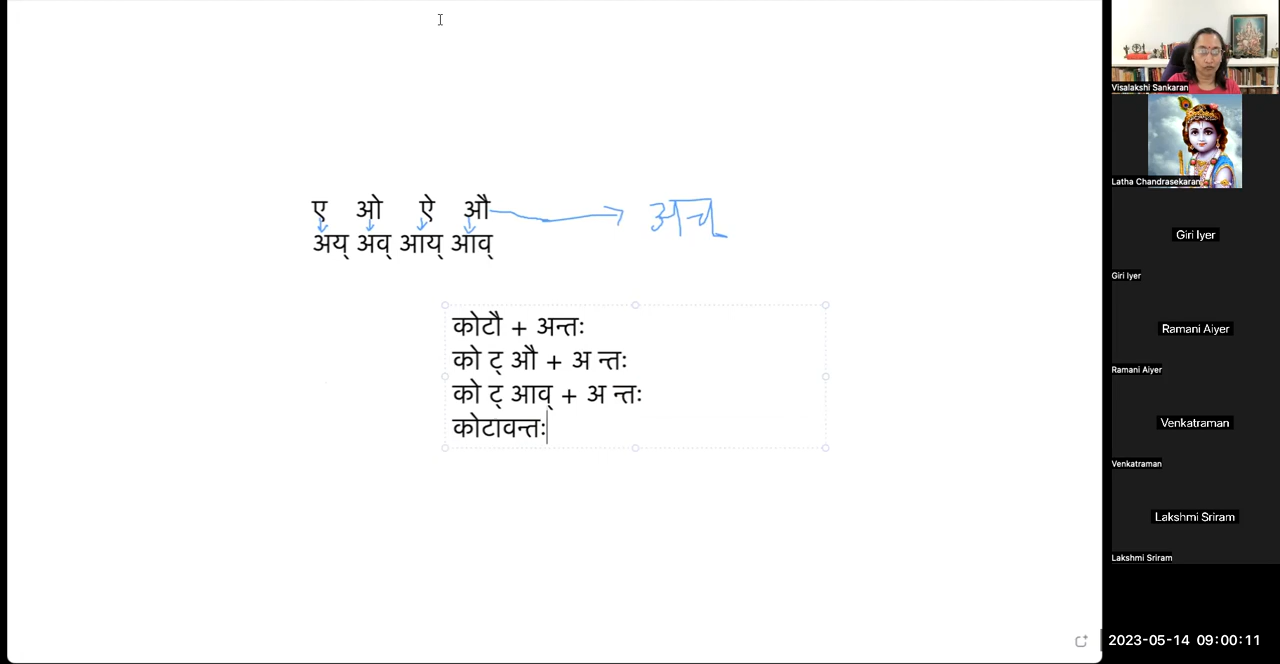 ए ओ ऐ औ अच्
अय् अव् आय् आव्
कोटौ + अन्तः
को ट् औ + अ न्तः
को ट् आव् + अ न्तः
कोटावन्तः
Visalakshi Sankaran
Latha Chandrasekaran
Giri Iyer
Giri Iyer
Ramani Aiyer
Ramani Aiyer
Venkatraman
Venkatraman
Lakshmi Sriram
Lakshmi Sriram
2023-05-14 09:00:11